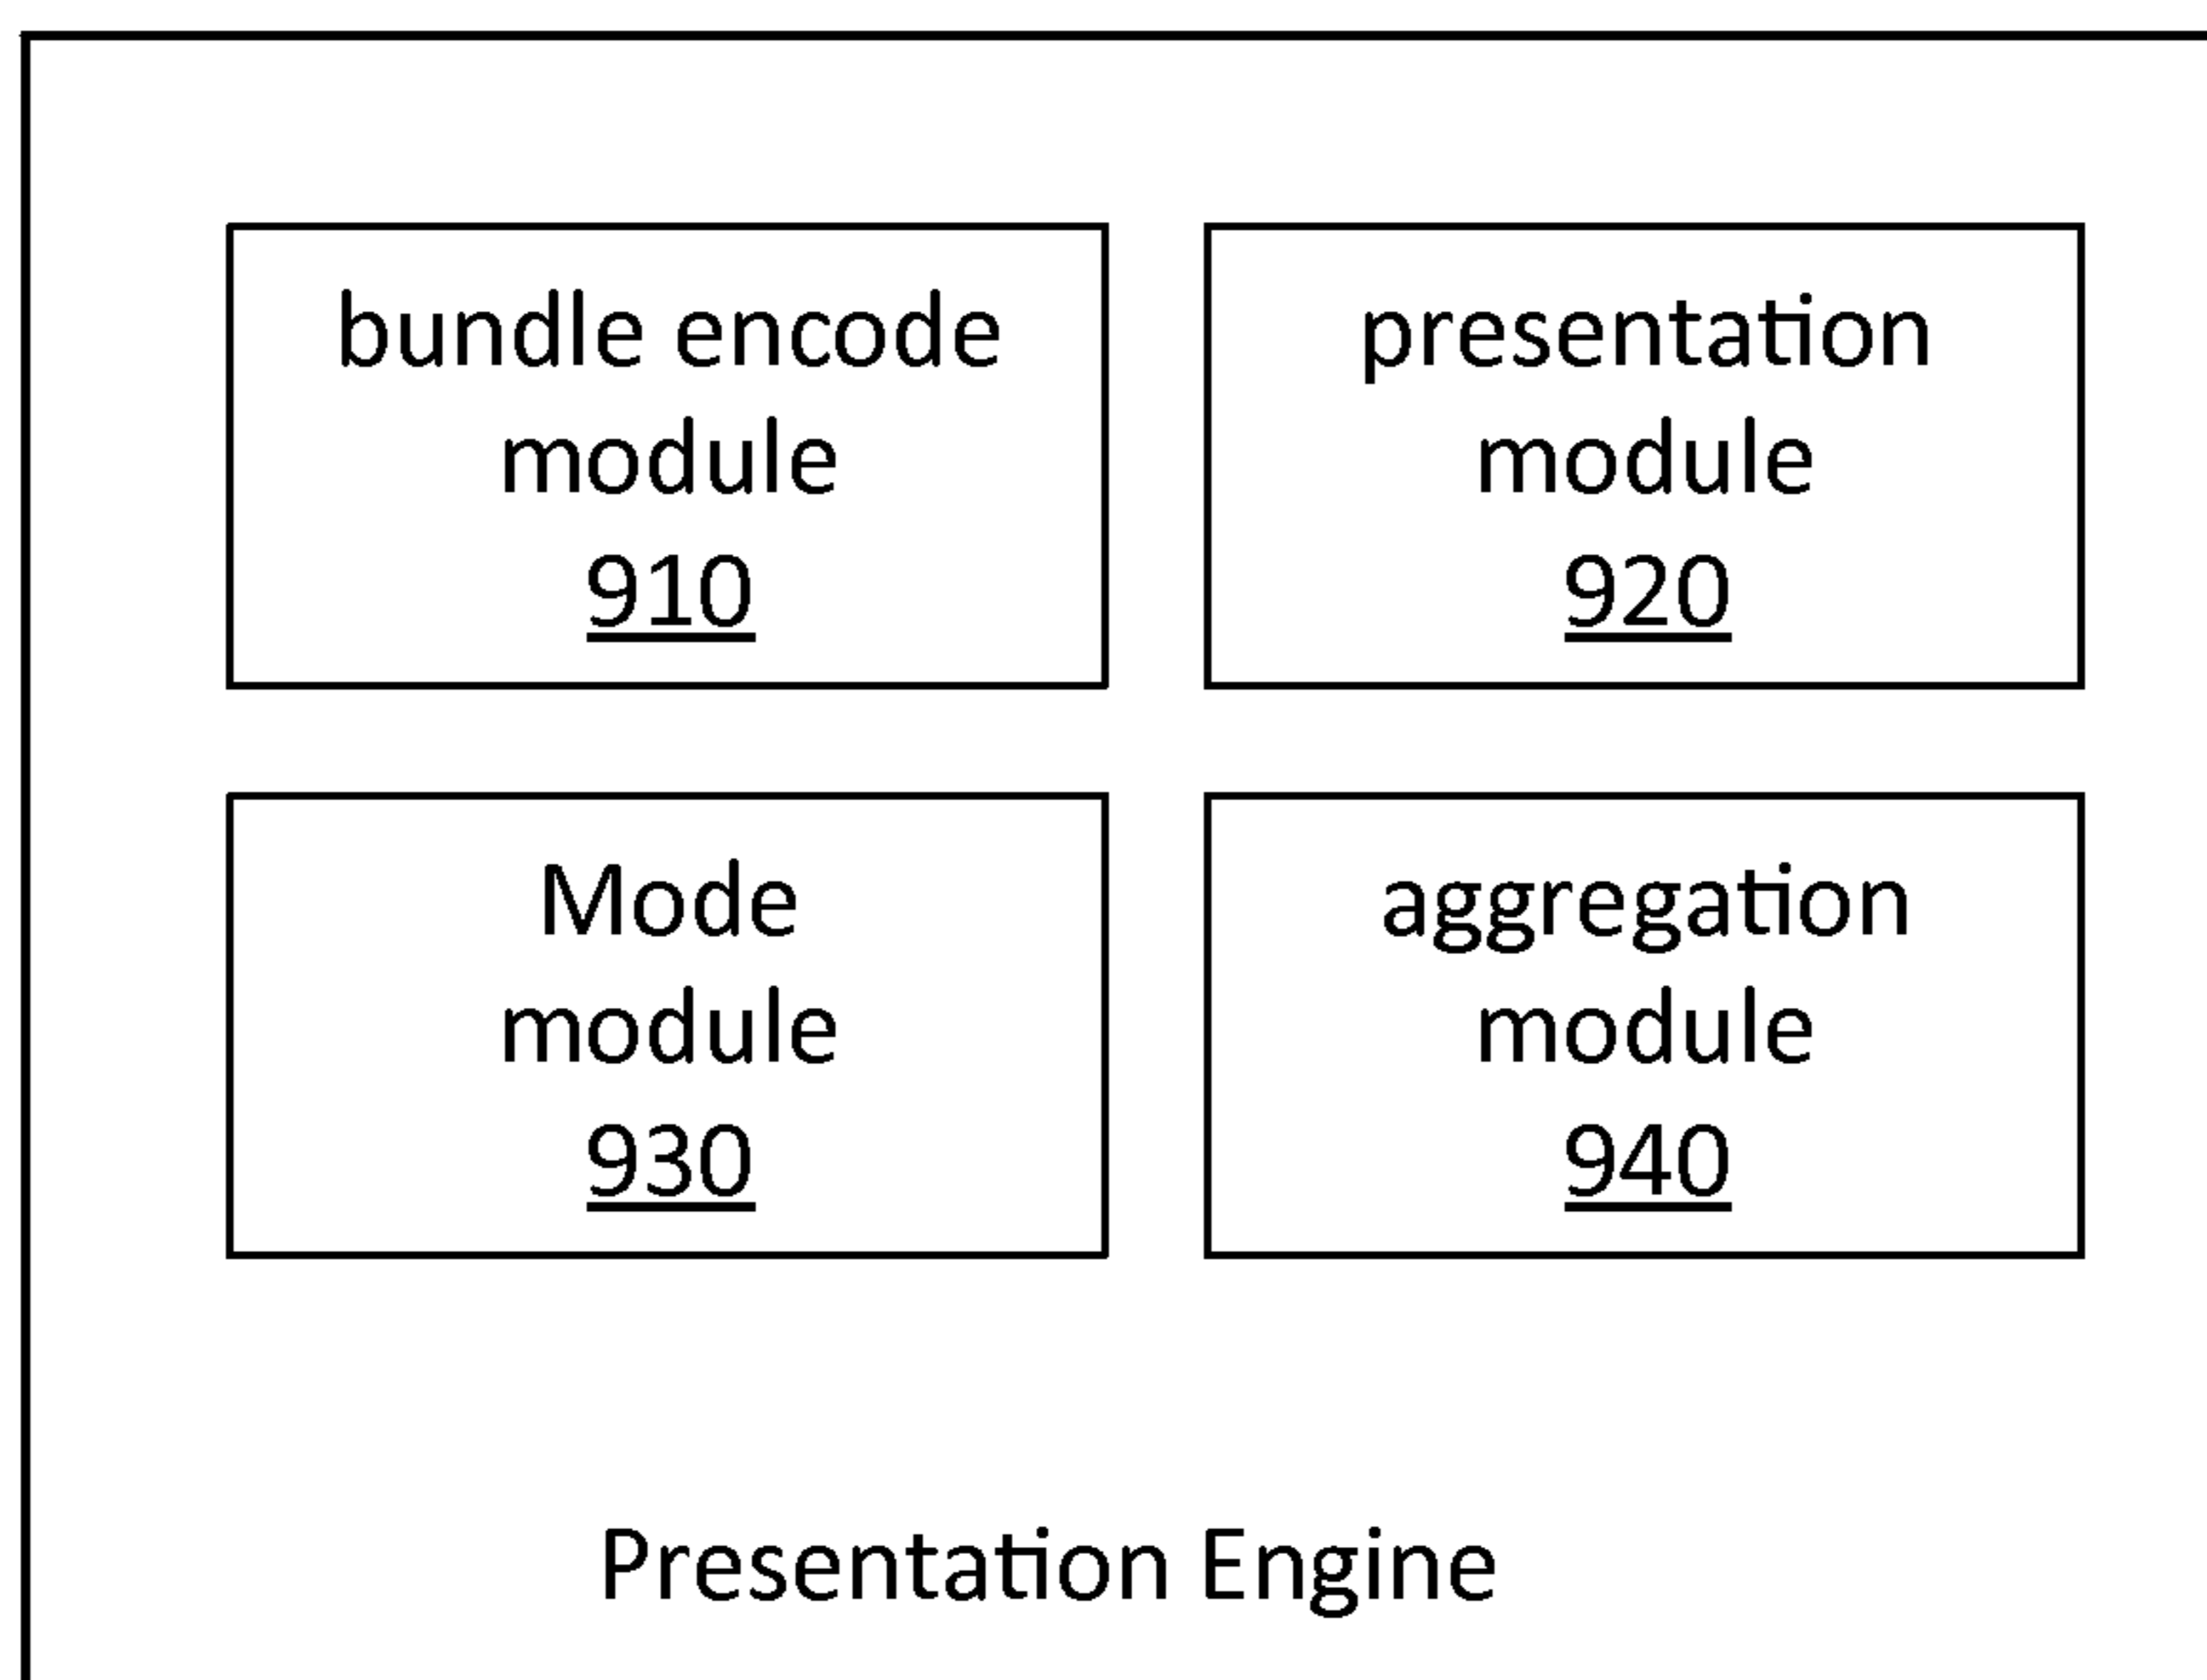 bundle encode
module
910
presentation
module
920
Mode
module
930
aggregation
module
940
Presentation Engine